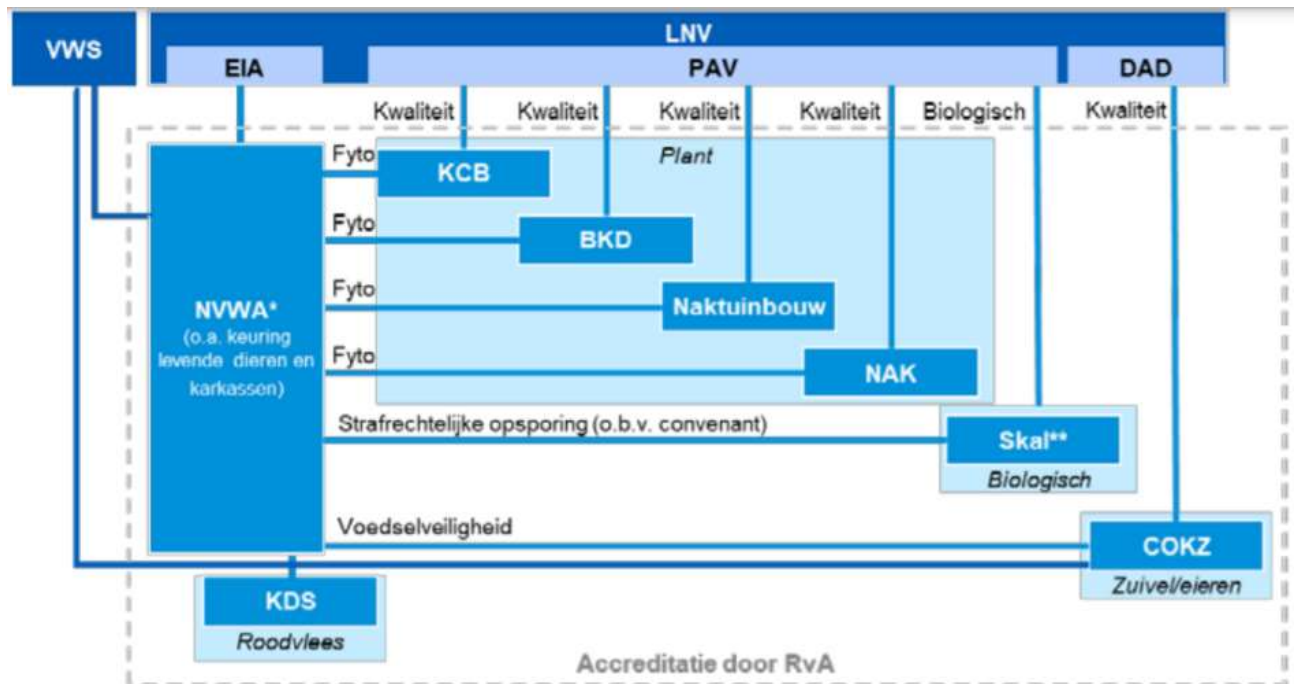 VWS
LNV
EIA
PAV
DAD
Kwaliteit
Kwaliteit
Kwaliteit
Kwaliteit
Biologisch
Kwaliteit
Plant
Fyto
KCB
Fyto
BKD
Fyto
Naktuinbouw
NVWA*
(o.a. keuring
levende dieren en
karkassen)
Fyto
NAK
Strafrechtelijke opsporing (o.b.v. convenant)
Skal**
Biologisch
Voedselveiligheid
COKZ
Zuivel/eieren
KDS
Roodvlees
Accreditatie door RvA